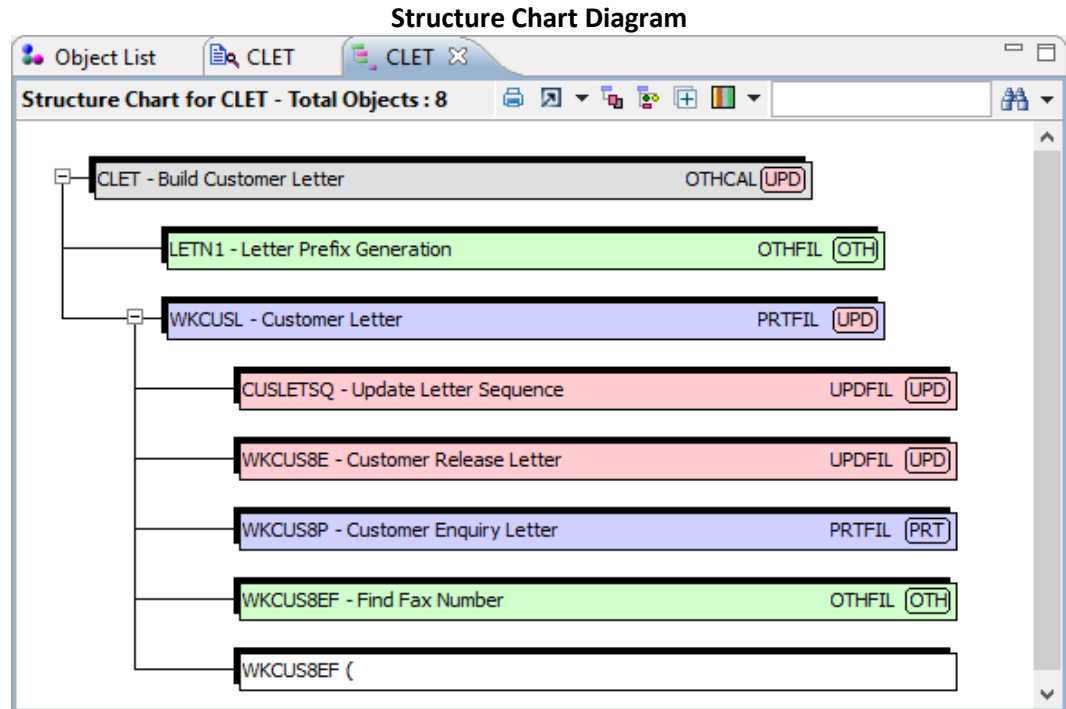 Structure Chart Diagram
Object List CLET CLET
Structure Chart for CLET - Total Objects : 8
CLET - Build Customer Letter OTHCAL UPD
LETN1 - Letter Prefix Generation OTHFIL OTH
WKCUSL - Customer Letter PRTFIL UPD
CUSLETSQ - Update Letter Sequence UPDFIL UPD
WKCUS8E - Customer Release Letter UPDFIL UPD
WKCUS8P - Customer Enquiry Letter PRTFIL PRT
WKCUS8EF - Find Fax Number OTHFIL OTH
WKCUS8EF (